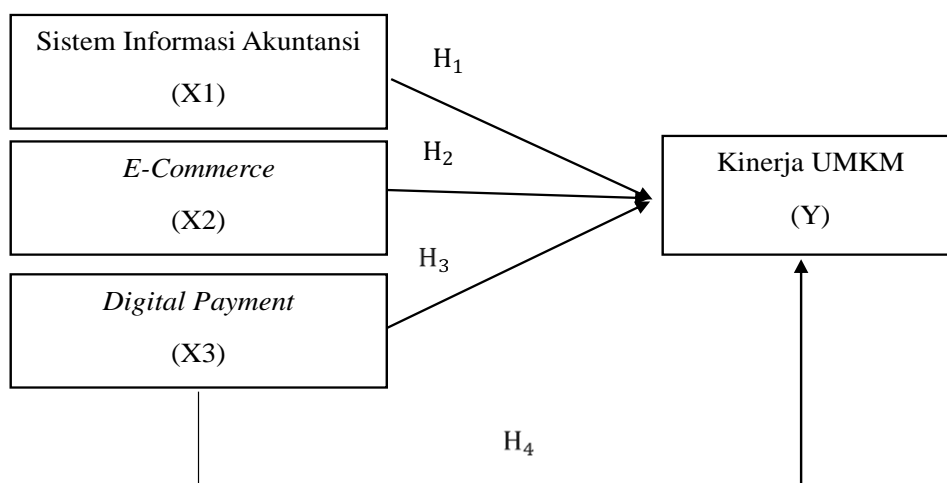 Sistem Informasi Akuntansi
(X1)
H₁
E-Commerce
(X2)
H₂
Digital Payment
(X3)
H₃
Kinerja UMKM
(Y)
H₄